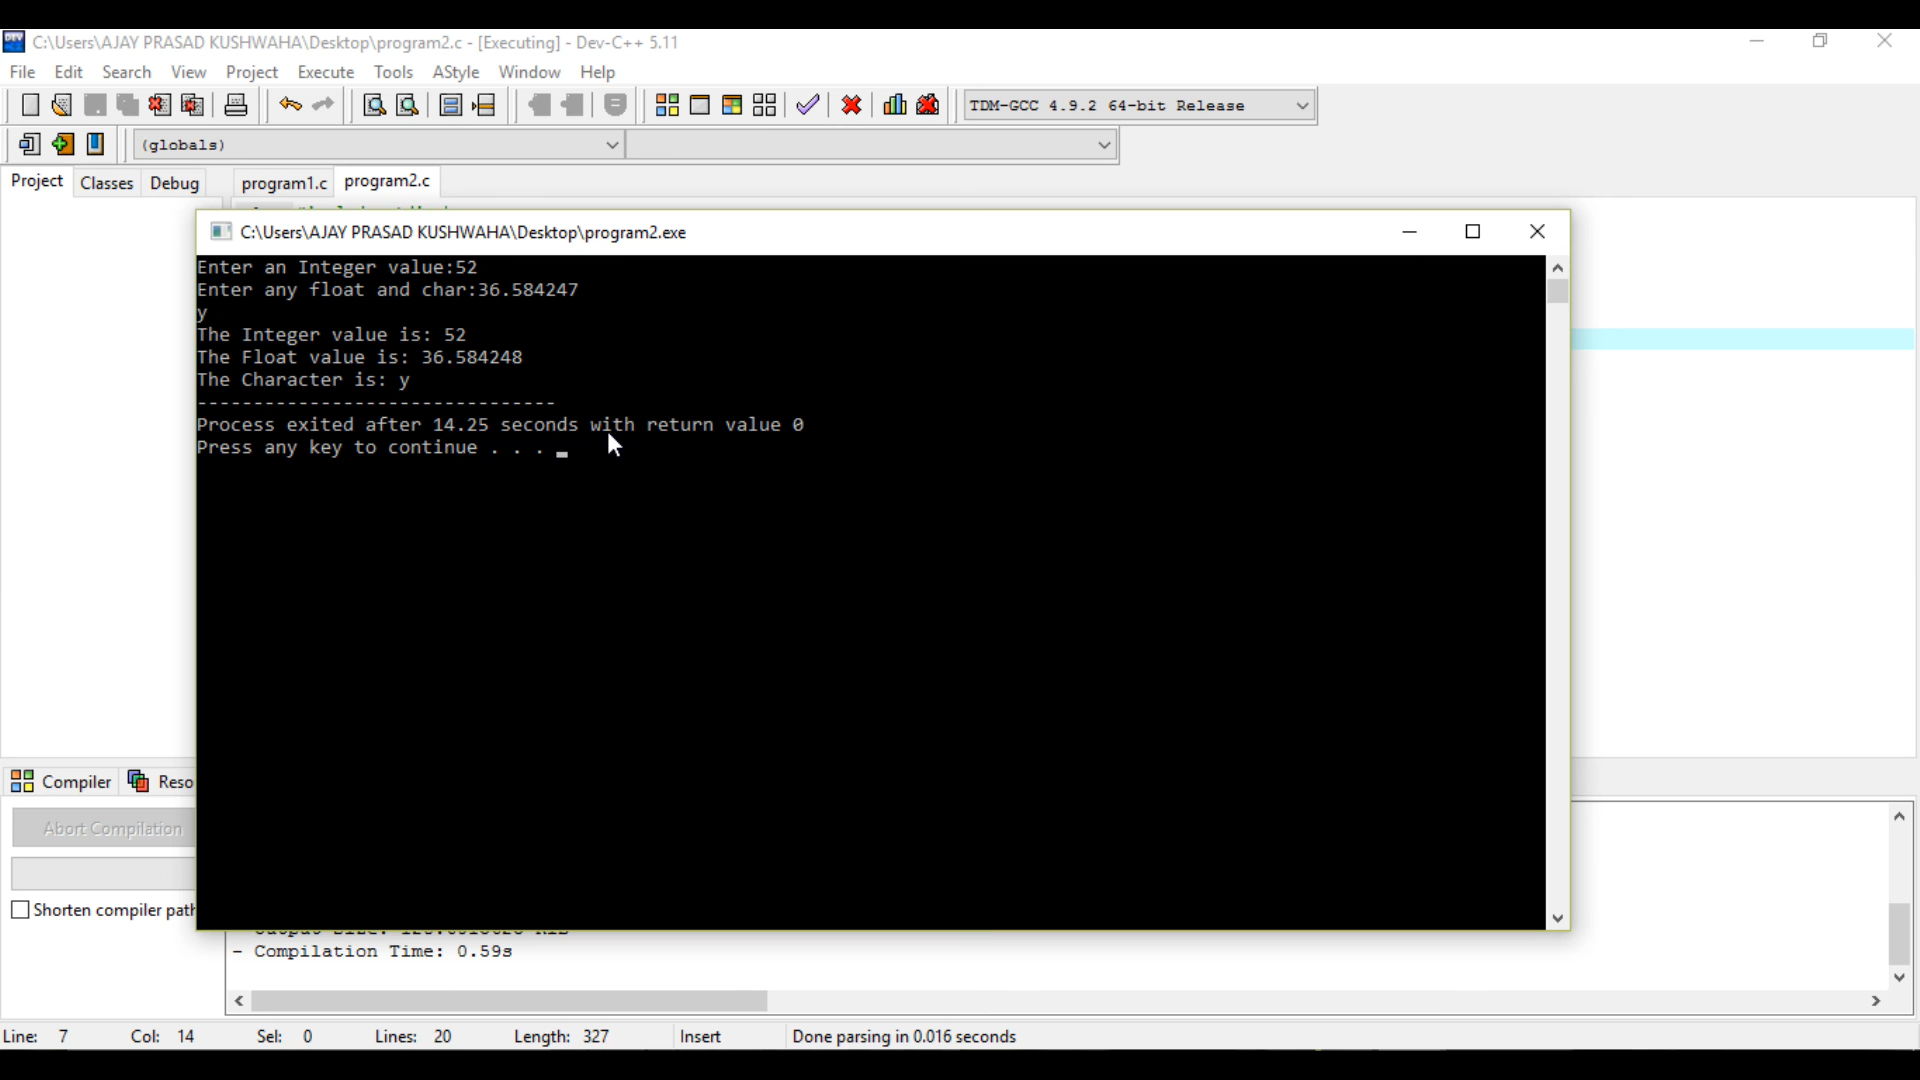 C:\Users\AJAY PRASAD KUSHWAHA\Desktop\program2.c - [Executing] - Dev-C++ 5.11
File Edit Search View Project Execute Tools AStyle Window Help
TDM-GCC 4.9.2 64-bit Release
(globals)
Project Classes Debug program1.c program2.c
C:\Users\AJAY PRASAD KUSHWAHA\Desktop\program2.exe
Enter an Integer value:52
Enter any float and char:36.584247
y
The Integer value is: 52
The Float value is: 36.584248
The Character is: y
--------------------------------
Process exited after 14.25 seconds with return value 0
Press any key to continue . . .
Compiler Reso
Abort Compilation
Shorten compiler path
- Compilation Time: 0.59s
Line: 7 Col: 14 Sel: 0 Lines: 20 Length: 327 Insert Done parsing in 0.016 seconds